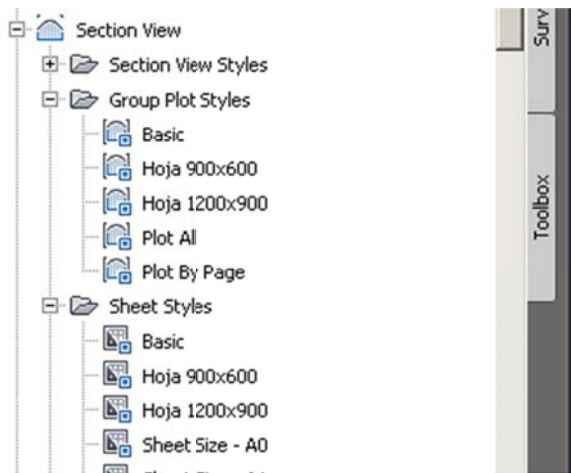 Section View
Section View Styles
Group Plot Styles
Basic
Hoja 900x600
Hoja 1200x900
Plot All
Plot By Page
Sheet Styles
Basic
Hoja 900x600
Hoja 1200x900
Sheet Size - A0
Surv
Toolbox